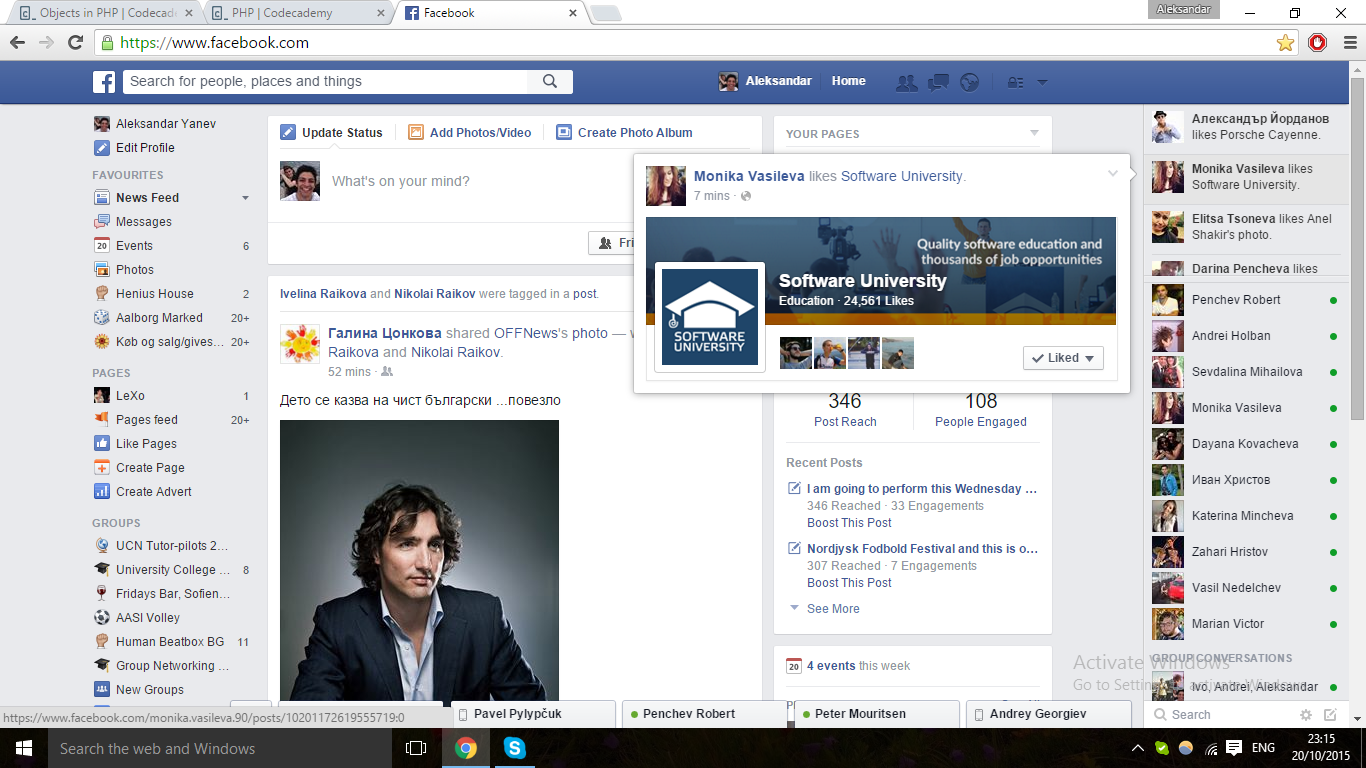 Objects in PHP | Codecad
PHP | Codecademy
Facebook
Aleksandar
https://www.facebook.com
Search for people, places and things
Aleksandar
Home
Aleksandar Yanev
Edit Profile
FAVOURITES
News Feed
Messages
20 Events 6
Photos
Henius House 2
Aalborg Marked 20+
Køb og salg/gives... 20+
PAGES
LeXo 1
Pages feed 20+
Like Pages
Create Page
Create Advert
GROUPS
UCN Tutor-pilots 2...
University College ... 8
Fridays Bar, Sofien...
AASI Volley
Human Beatbox BG 11
Group Networking ...
New Groups
Update Status
Add Photos/Video
Create Photo Album
What's on your mind?
Fri
Ivelina Raikova and Nikolai Raikov were tagged in a post.
Галина Цонкова shared OFFNews's photo — w
Raikova and Nikolai Raikov.
52 mins ·
Дето се казва на чист български ...повезло
YOUR PAGES
Monika Vasileva likes Software University.
7 mins ·
Quality software education and
thousands of job opportunities
Software University
Education · 24,561 Likes
SOFTWARE
UNIVERSITY
Liked
346
Post Reach
108
People Engaged
Recent Posts
I am going to perform this Wednesday ...
346 Reached · 33 Engagements
Boost This Post
Nordjysk Fodbold Festival and this is o...
307 Reached · 7 Engagements
Boost This Post
See More
20 4 events this week
Александър Йорданов
likes Porsche Cayenne.
Monika Vasileva likes
Software University.
Elitsa Tsoneva likes Anel
Shakir's photo.
Darina Pencheva likes
Penchev Robert
Andrei Holban
Sevdalina Mihailova
Monika Vasileva
Dayana Kovacheva
Иван Христов
Katerina Mincheva
Zahari Hristov
Vasil Nedelchev
Marian Victor
GROUP CONVERSATIONS
Ivo, Andrei, Aleksandar
Search
Activate Windows
Go to Settings to activate Windows.
https://www.facebook.com/monika.vasileva.90/posts/10201172619555719:0
Pavel Pylypčuk
Penchev Robert
Peter Mouritsen
Andrey Georgiev
Search the web and Windows
ENG
23:15
20/10/2015